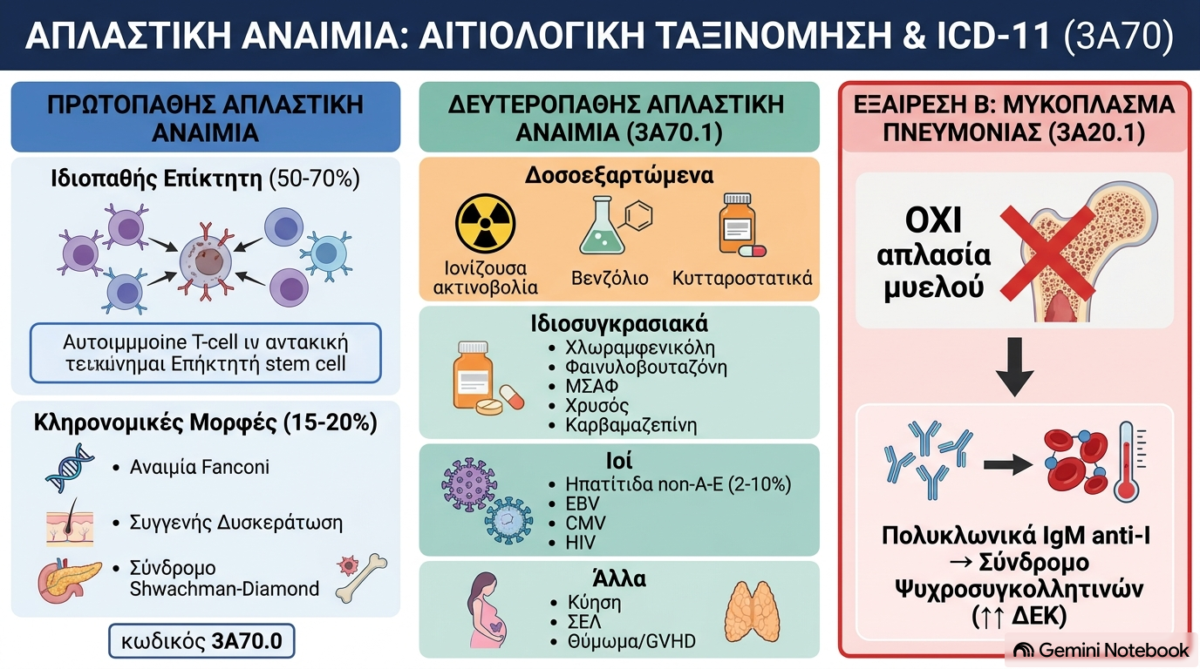 ΑΠΛΑΣΤΙΚΗ ΑΝΑΙΜΙΑ: ΑΙΤΙΟΛΟΓΙΚΗ ΤΑΞΙΝΟΜΗΣΗ & ICD-11 (3A70)
ΠΡΩΤΟΠΑΘΗΣ ΑΠΛΑΣΤΙΚΗ
ΑΝΑΙΜΙΑ
Ιδιοπαθής Επίκτητη (50-70%)
T-cell
Επήκτητή stem cell
Κληρονομικές Μορφές (15-20%)
• Αναιμία Fanconi
• Συγγενής Δυσκεράτωση
• Σύνδρομο
Shwachman-Diamond
κωδικός 3A70.0
ΔΕΥΤΕΡΟΠΑΘΗΣ ΑΠΛΑΣΤΙΚΗ
ΑΝΑΙΜΙΑ (3A70.1)
Δοσοεξαρτώμενα
Ιονίζουσα
ακτινοβολία
Βενζόλιο
Κυτταροστατικά
Ιδιοσυγκρασιακά
• Χλωραμφενικόλη
• Φαινυλοβουταζόνη
• ΜΣΑΦ
• Χρυσός
• Καρβαμαζεπίνη
Ιοί
• Ηπατίτιδα non-A-E (2-10%)
• EBV
• CMV
• HIV
Άλλα
• Κύηση
• ΣΕΛ
• Θύμωμα/GVHD
ΕΞΑΙΡΕΣΗ Β: ΜΥΚΟΠΛΑΣΜΑ
ΠΝΕΥΜΟΝΙΑΣ (3A20.1)
ΟΧΙ
απλασία
μυελού
Πολυκλωνικά IgM anti-I
→ Σύνδρομο
Ψυχροσυγκολλητινών
(↑↑ ΔΕΚ)
Gemini Notebook